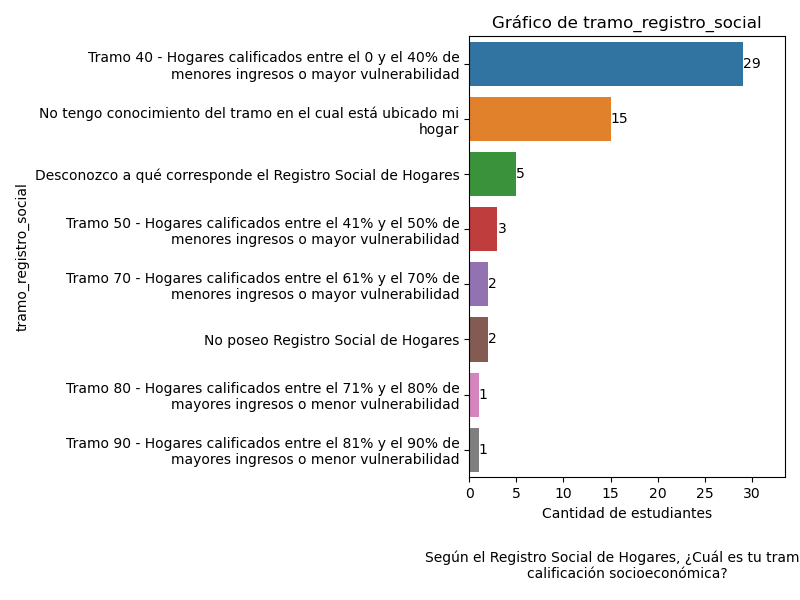 Gráfico de tramo_registro_social
Tramo 40 - Hogares calificados entre el 0 y el 40% de
menores ingresos o mayor vulnerabilidad
29
No tengo conocimiento del tramo en el cual está ubicado mi
hogar
15
Desconozco a qué corresponde el Registro Social de Hogares
5
Tramo 50 - Hogares calificados entre el 41% y el 50% de
menores ingresos o mayor vulnerabilidad
3
Tramo 70 - Hogares calificados entre el 61% y el 70% de
menores ingresos o mayor vulnerabilidad
2
No poseo Registro Social de Hogares
2
Tramo 80 - Hogares calificados entre el 71% y el 80% de
mayores ingresos o menor vulnerabilidad
1
Tramo 90 - Hogares calificados entre el 81% y el 90% de
mayores ingresos o menor vulnerabilidad
1
tramo_registro_social
0 5 10 15 20 25 30
Cantidad de estudiantes
Según el Registro Social de Hogares, ¿Cuál es tu tram
calificación socioeconómica?